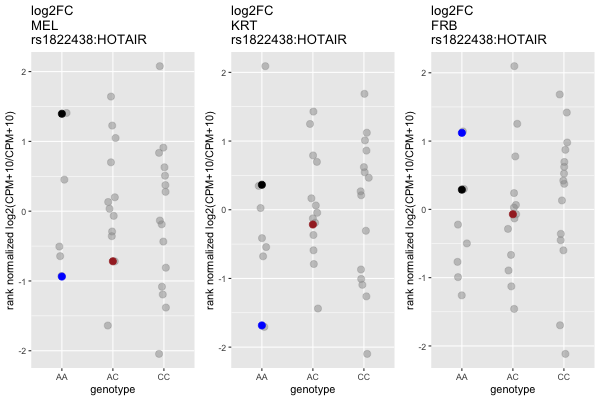 log2FC
MEL
rs1822438:HOTAIR
rank normalized log2(CPM+10/CPM+10)
2
1
0
-1
-2
AA
AC
CC
genotype
log2FC
KRT
rs1822438:HOTAIR
rank normalized log2(CPM+10/CPM+10)
2
1
0
-1
-2
AA
AC
CC
genotype
log2FC
FRB
rs1822438:HOTAIR
rank normalized log2(CPM+10/CPM+10)
2
1
0
-1
-2
AA
AC
CC
genotype